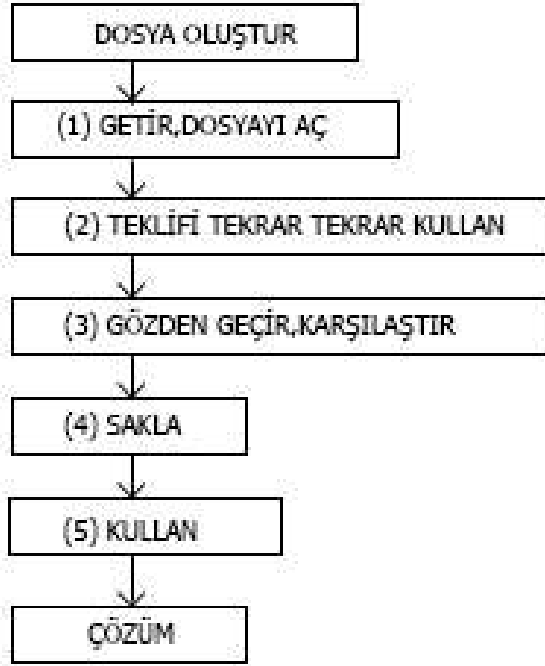 DOSYA OLUŞTUR
(1) GETİR,DOSYAYI AÇ
(2) TEKLİFİ TEKRAR TEKRAR KULLAN
(3) GÖZDEN GEÇİR,KARŞILAŞTIR
(4) SAKLA
(5) KULLAN
ÇÖZÜM